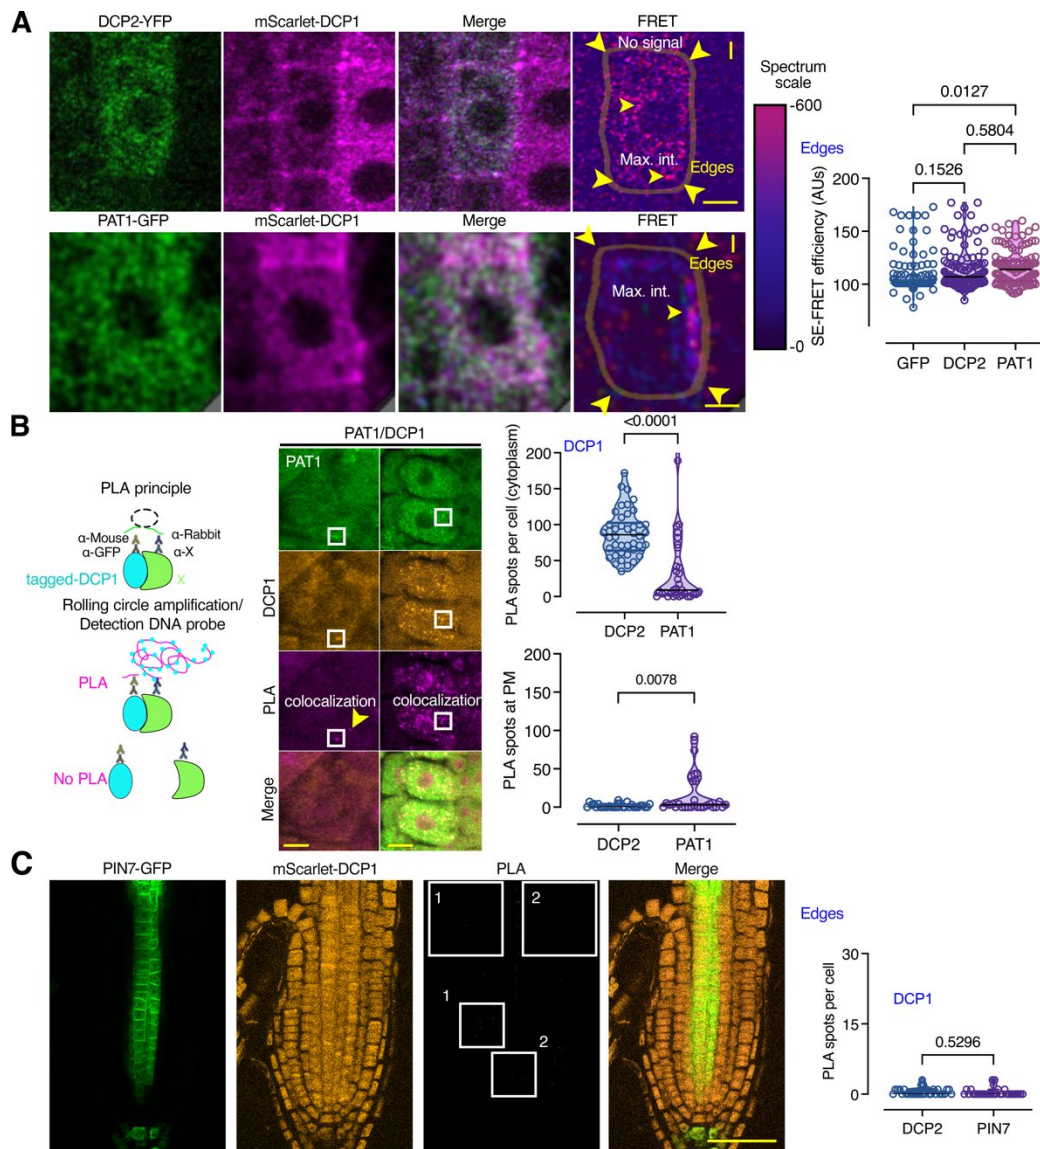 A
DCP2-YFP
mScarlet-DCP1
Merge
FRET
No signal
Max. int.
Edges
PAT1-GFP
mScarlet-DCP1
Merge
FRET
Edges
Max. int.
Spectrum
scale
-600
-0
Edges
0.0127
0.5804
0.1526
SE-FRET efficiency (AUs)
200
150
100
GFP
DCP2
PAT1
B
PLA principle
α-Mouse
α-Rabbit
α-GFP
α-X
tagged-DCP1
X
Rolling circle amplification/
Detection DNA probe
PLA
No PLA
PAT1/DCP1
PAT1
DCP1
PLA
colocalization
colocalization
Merge
DCP1
<0.0001
PLA spots per cell (cytoplasm)
200
150
100
50
0
DCP2
PAT1
0.0078
PLA spots at PM
200
150
100
50
0
DCP2
PAT1
C
PIN7-GFP
mScarlet-DCP1
PLA
Merge
1
2
1
2
Edges
PLA spots per cell
30
15
0
DCP1
0.5296
DCP2
PIN7